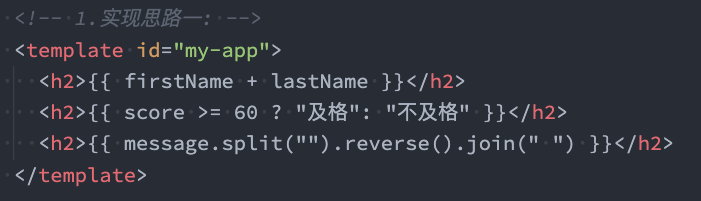 <!-- 1.实现思路一: -->
<template id="my-app">
  <h2>{{ firstName + lastName }}</h2>
  <h2>{{ score >= 60 ? "及格": "不及格" }}</h2>
  <h2>{{ message.split("").reverse().join(" ") }}</h2>
</template>